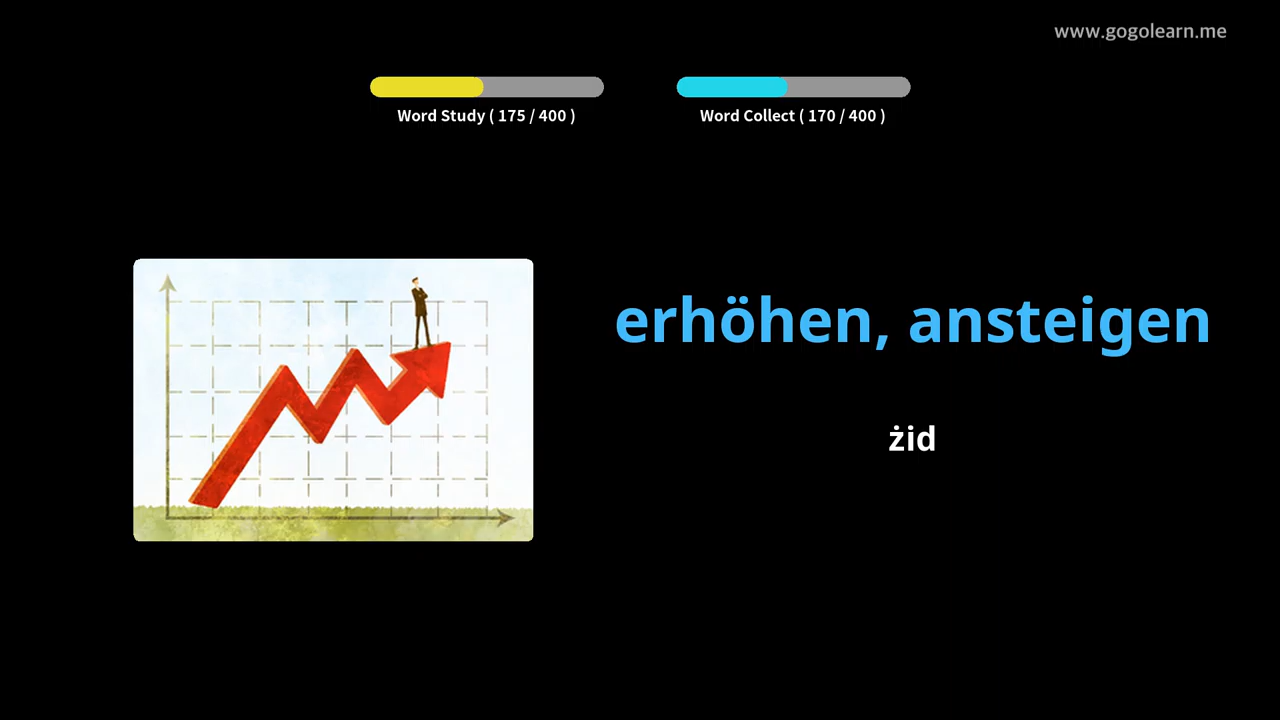 www.gogolearn.me
Word Study ( 175 / 400 )
Word Collect ( 170 / 400 )
erhöhen, ansteigen
żid